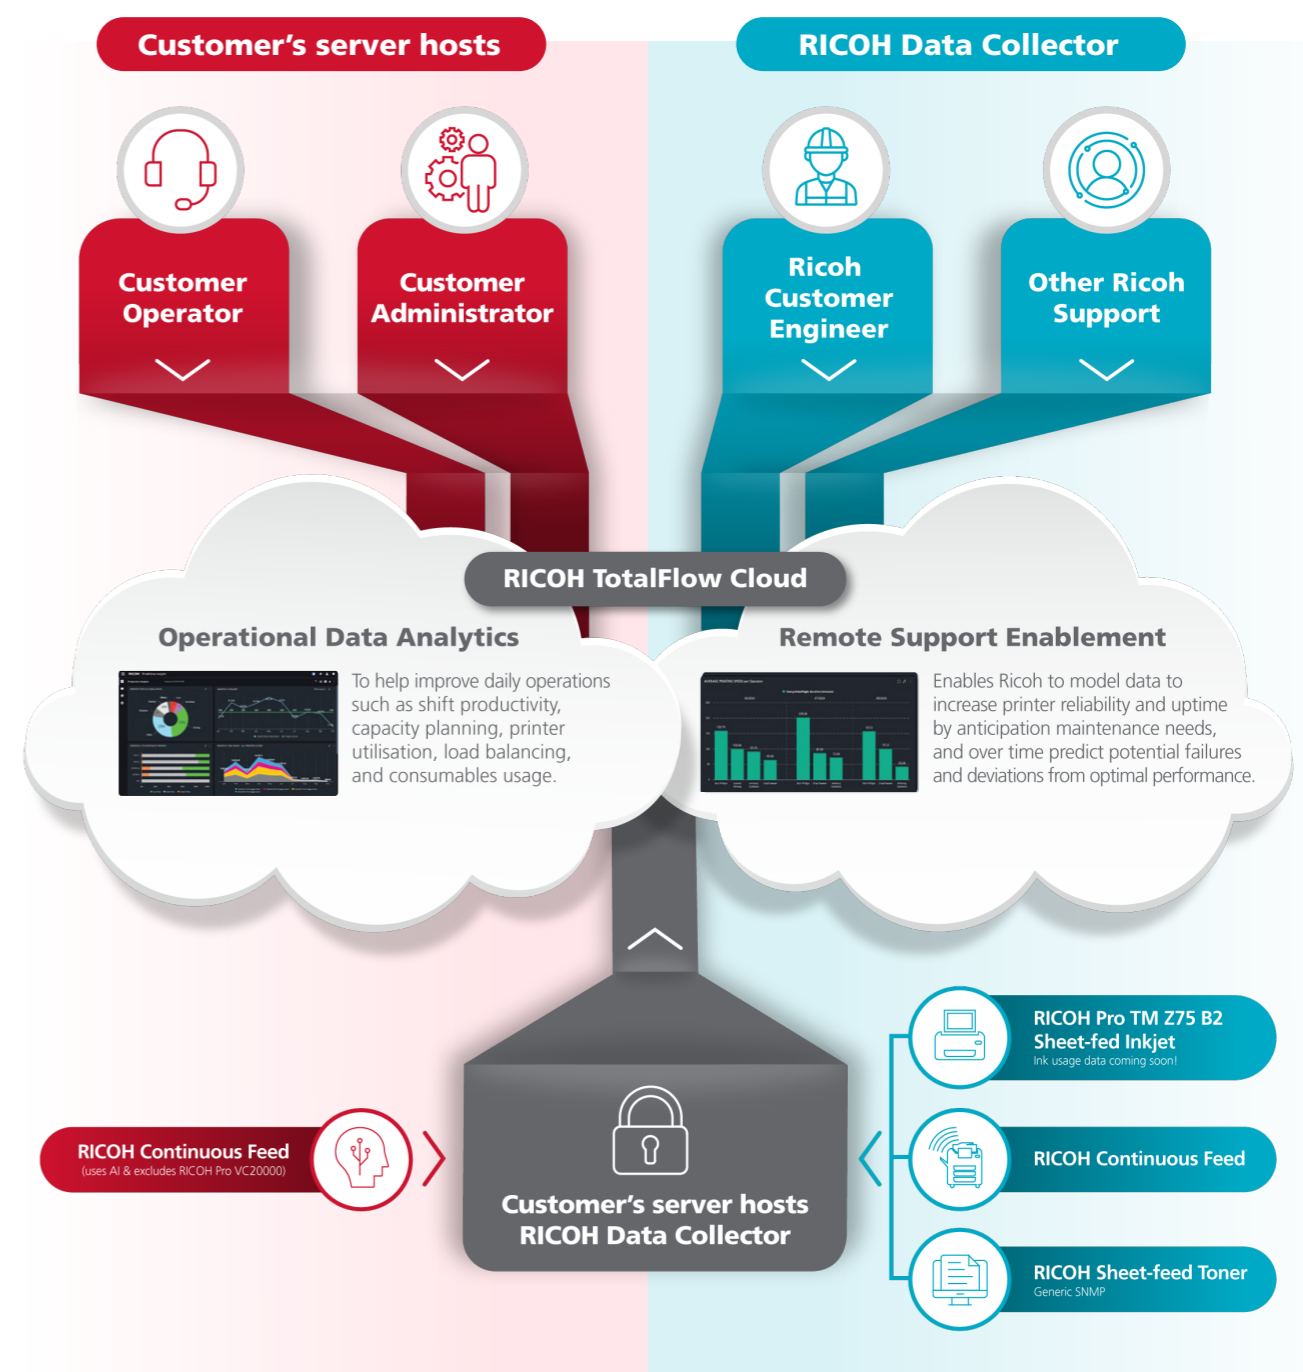 Customer's server hosts
RICOH Data Collector
Customer
Operator
Customer
Administrator
Ricoh
Customer
Engineer
Other Ricoh
Support
RICOH TotalFlow Cloud
Operational Data Analytics
To help improve daily operations
such as shift productivity,
capacity planning, printer
utilisation, load balancing,
and consumables usage.
Remote Support Enablement
Enables Ricoh to model data to
increase printer reliability and uptime
by anticipation maintenance needs,
and over time predict potential failures
and deviations from optimal performance.
RICOH Continuous Feed
(uses AI & excludes RICOH Pro VC20000)
Customer's server hosts
RICOH Data Collector
RICOH Pro TM Z75 B2
Sheet-fed Inkjet
Ink usage data coming soon!
RICOH Continuous Feed
RICOH Sheet-feed Toner
Generic SNMP